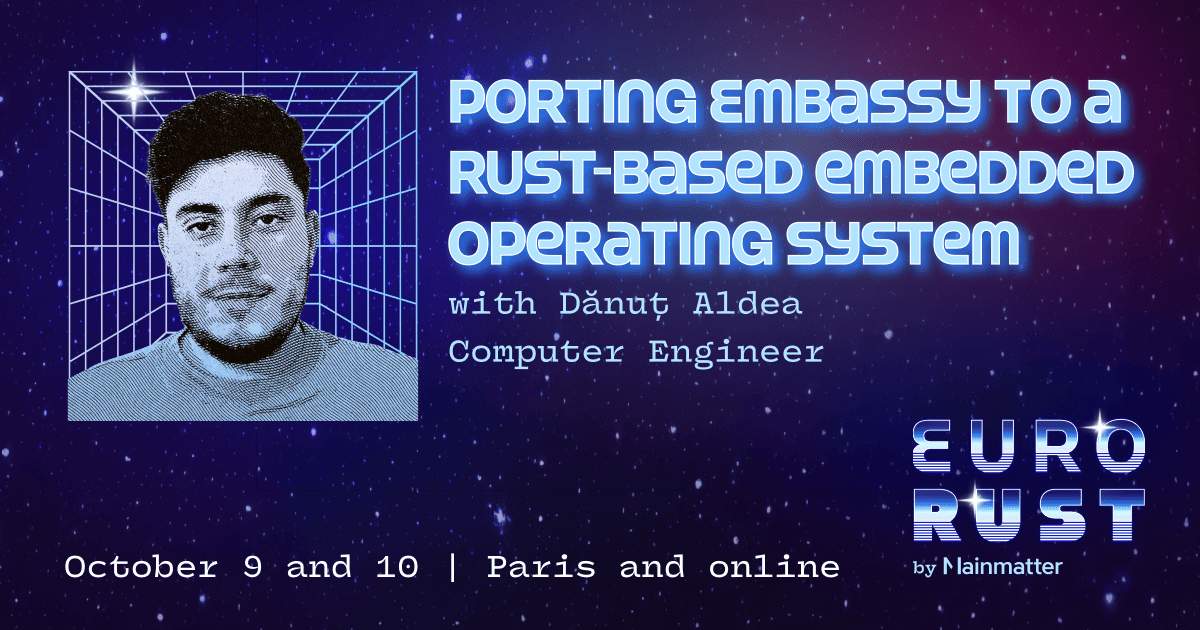 PORTING EMBASSY TO A
RUST-BASED EMBEDDED
OPERATING SYSTEM
with Dănuț Aldea
Computer Engineer
EURO
RUST
by Mainmatter
October 9 and 10 | Paris and online